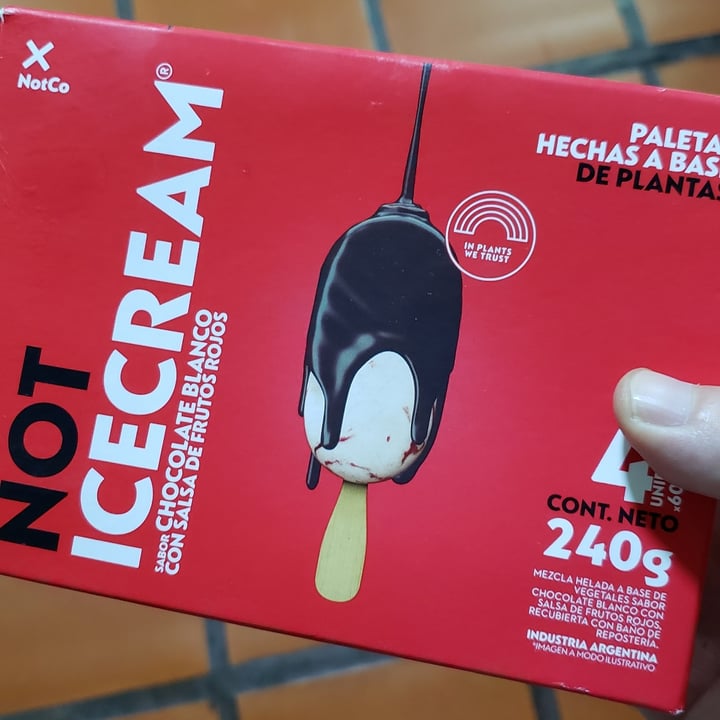 NotCo
NOT
ICECREAM®
SABOR CHOCOLATE BLANCO
CON SALSA DE FRUTOS ROJOS
IN PLANTS
WE TRUST
PALETA
HECHAS A BAS
DE PLANTAS
4
UNI
x60
CONT. NETO
240g
MEZCLA HELADA A BASE DE
VEGETALES SABOR
CHOCOLATE BLANCO CON
SALSA DE FRUTOS ROJOS.
RECUBIERTA CON BAÑO DE
REPOSTERÍA.
INDUSTRIA ARGENTINA
*IMAGEN A MODO ILUSTRATIVO